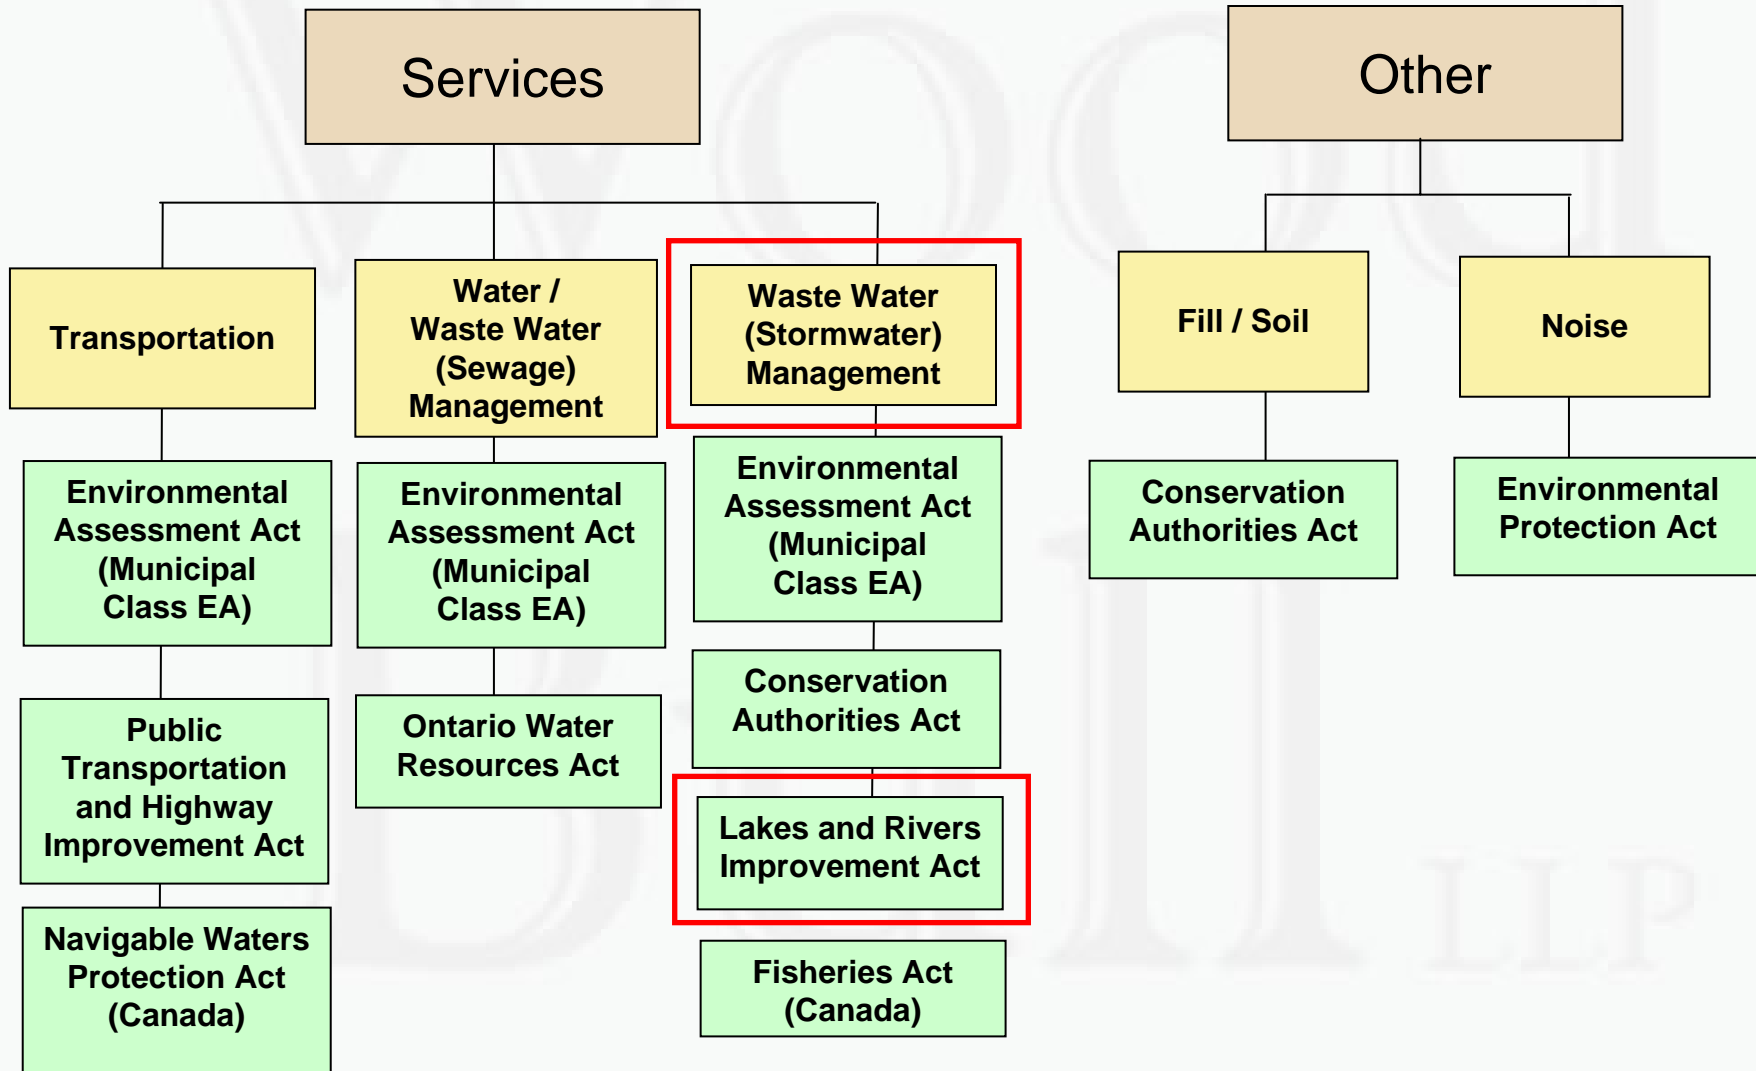 Services
Other
Transportation
Water /
Waste Water
(Sewage)
Management
Waste Water
(Stormwater)
Management
Fill / Soil
Noise
Environmental
Assessment Act
(Municipal
Class EA)
Environmental
Assessment Act
(Municipal
Class EA)
Environmental
Assessment Act
(Municipal
Class EA)
Conservation
Authorities Act
Environmental
Protection Act
Public
Transportation
and Highway
Improvement Act
Ontario Water
Resources Act
Conservation
Authorities Act
Lakes and Rivers
Improvement Act
Navigable Waters
Protection Act
(Canada)
Fisheries Act
(Canada)
LLP